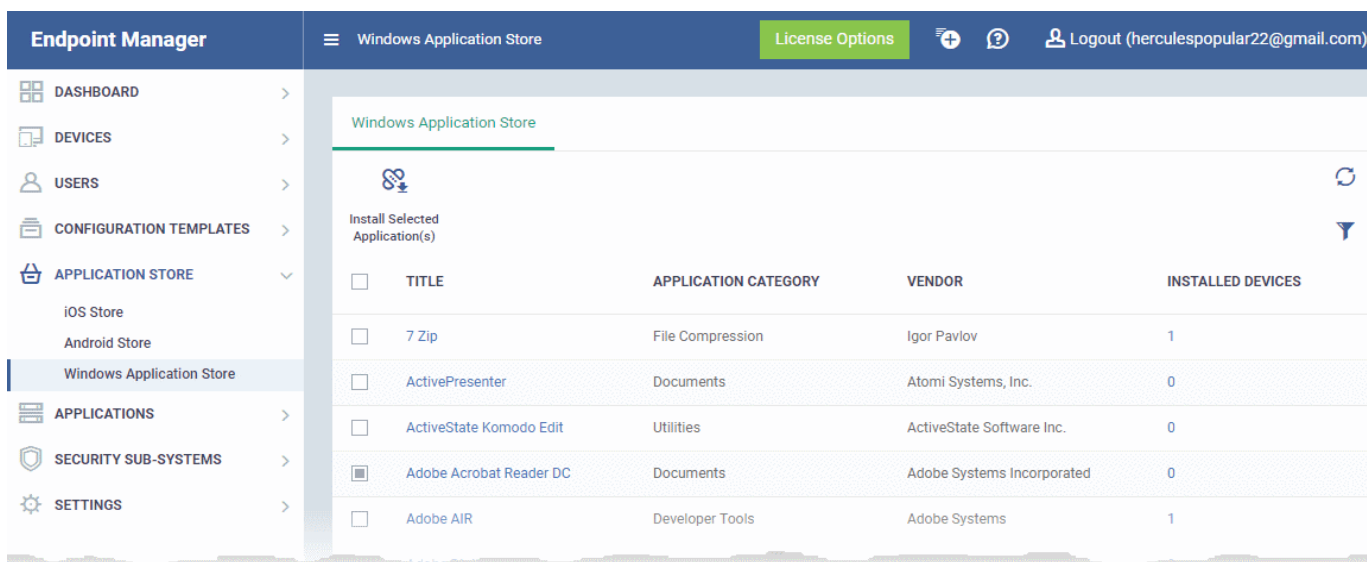 Endpoint Manager
Windows Application Store
License Options
Logout (herculespopular22@gmail.com)
DASHBOARD
DEVICES
USERS
CONFIGURATION TEMPLATES
APPLICATION STORE
iOS Store
Android Store
Windows Application Store
APPLICATIONS
SECURITY SUB-SYSTEMS
SETTINGS
Windows Application Store
Install Selected
Application(s)
TITLE APPLICATION CATEGORY VENDOR INSTALLED DEVICES
7 Zip File Compression Igor Pavlov 1
ActivePresenter Documents Atomi Systems, Inc. 0
ActiveState Komodo Edit Utilities ActiveState Software Inc. 0
Adobe Acrobat Reader DC Documents Adobe Systems Incorporated 0
Adobe AIR Developer Tools Adobe Systems 1